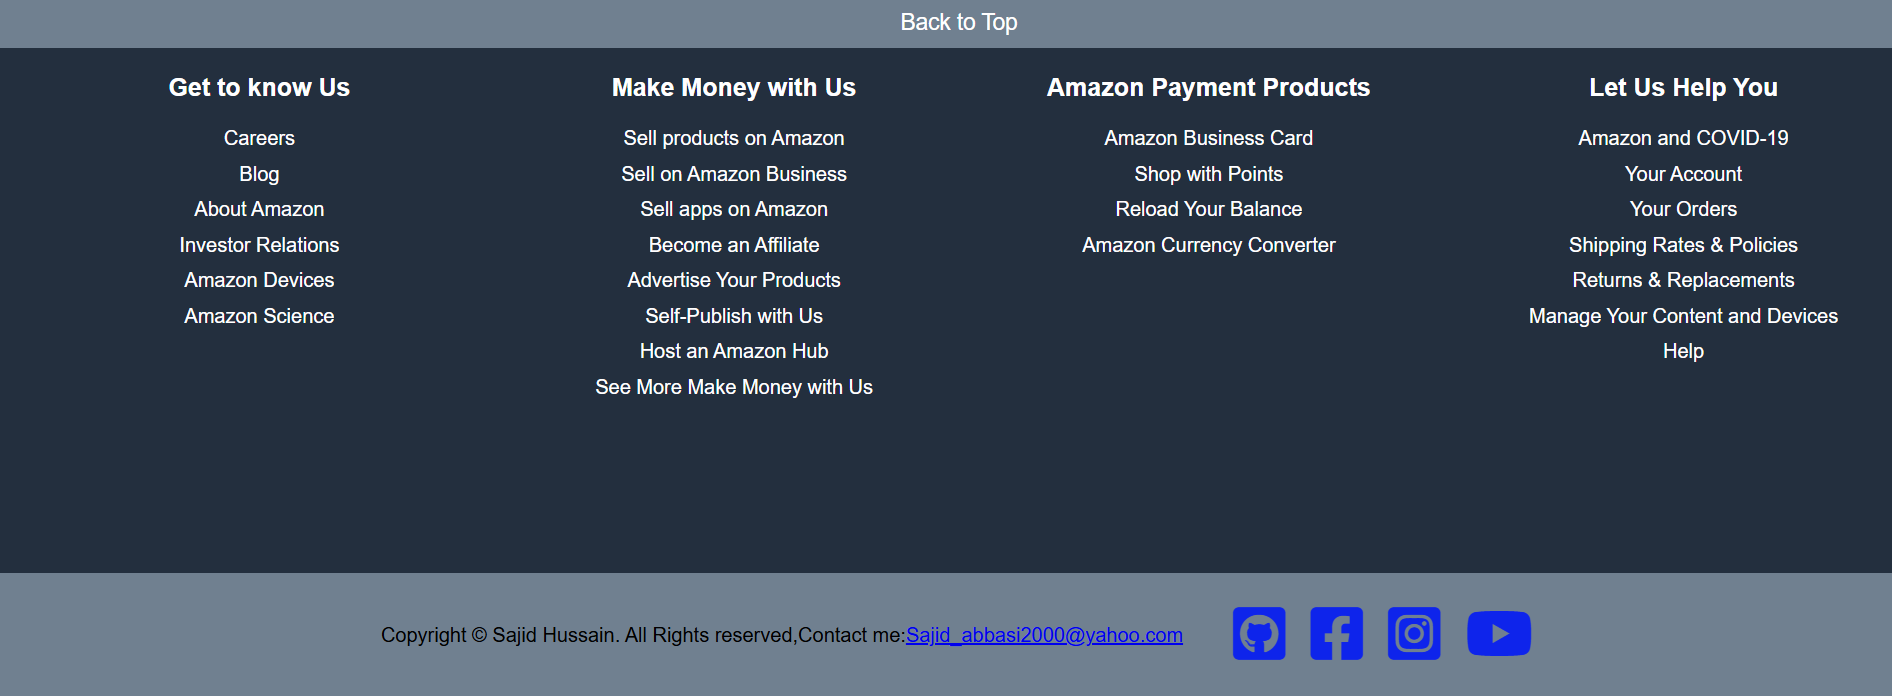 Back to Top
Get to know Us
Careers
Blog
About Amazon
Investor Relations
Amazon Devices
Amazon Science
Make Money with Us
Sell products on Amazon
Sell on Amazon Business
Sell apps on Amazon
Become an Affiliate
Advertise Your Products
Self-Publish with Us
Host an Amazon Hub
See More Make Money with Us
Amazon Payment Products
Amazon Business Card
Shop with Points
Reload Your Balance
Amazon Currency Converter
Let Us Help You
Amazon and COVID-19
Your Account
Your Orders
Shipping Rates & Policies
Returns & Replacements
Manage Your Content and Devices
Help
Copyright © Sajid Hussain. All Rights reserved,Contact me:Sajid_abbasi2000@yahoo.com